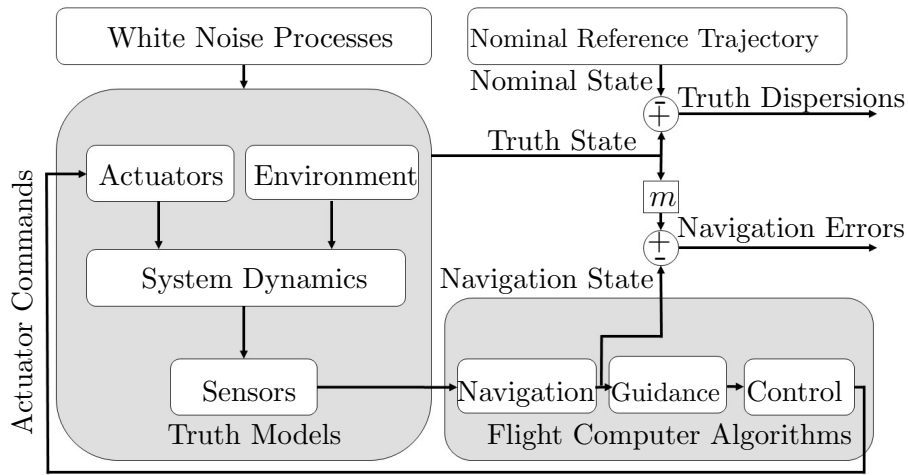 White Noise Processes
Nominal Reference Trajectory
Nominal State
-
+
Truth Dispersions
Truth State
Actuators
Environment
m
+
-
Navigation Errors
System Dynamics
Navigation State
Sensors
Truth Models
Navigation
Guidance
Control
Flight Computer Algorithms
Actuator Commands